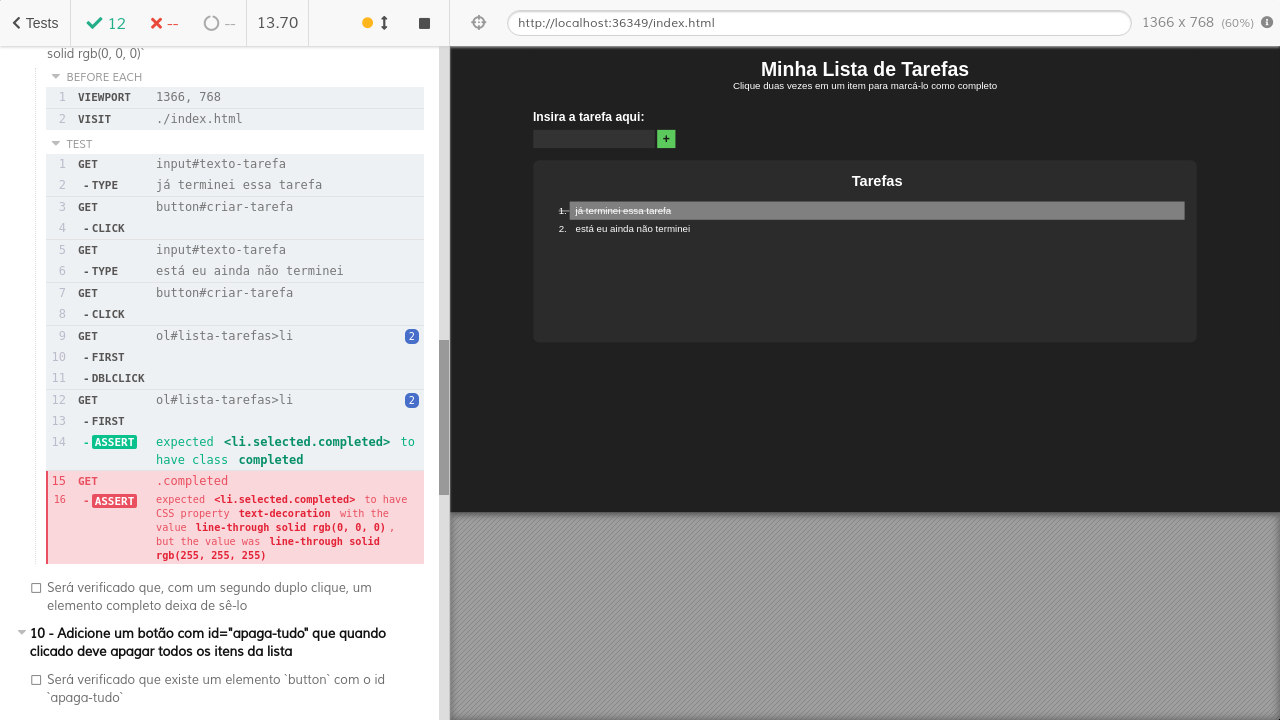 Tests
12
--
--
13.70
http://localhost:36349/index.html
1366 x 768 (60%)
solid rgb(0, 0, 0)`
BEFORE EACH
1 VIEWPORT 1366, 768
2 VISIT ./index.html
TEST
1 GET input#texto-tarefa
2 -TYPE já terminei essa tarefa
3 GET button#criar-tarefa
4 -CLICK
5 GET input#texto-tarefa
6 -TYPE está eu ainda não terminei
7 GET button#criar-tarefa
8 -CLICK
9 GET ol#lista-tarefas>li 2
10 -FIRST
11 -DBLCLICK
12 GET ol#lista-tarefas>li 2
13 -FIRST
14 -ASSERT expected <li.selected.completed> to
have class completed
15 GET .completed
16 -ASSERT expected <li.selected.completed> to have
CSS property text-decoration with the
value line-through solid rgb(0, 0, 0) ,
but the value was line-through solid
rgb(255, 255, 255)
Será verificado que, com um segundo duplo clique, um
elemento completo deixa de sê-lo
10 - Adicione um botão com id="apaga-tudo" que quando
clicado deve apagar todos os itens da lista
Será verificado que existe um elemento `button` com o id
`apaga-tudo`
Minha Lista de Tarefas
Clique duas vezes em um item para marcá-lo como completo
Insira a tarefa aqui:
+
Tarefas
1. já terminei essa tarefa
2. está eu ainda não terminei